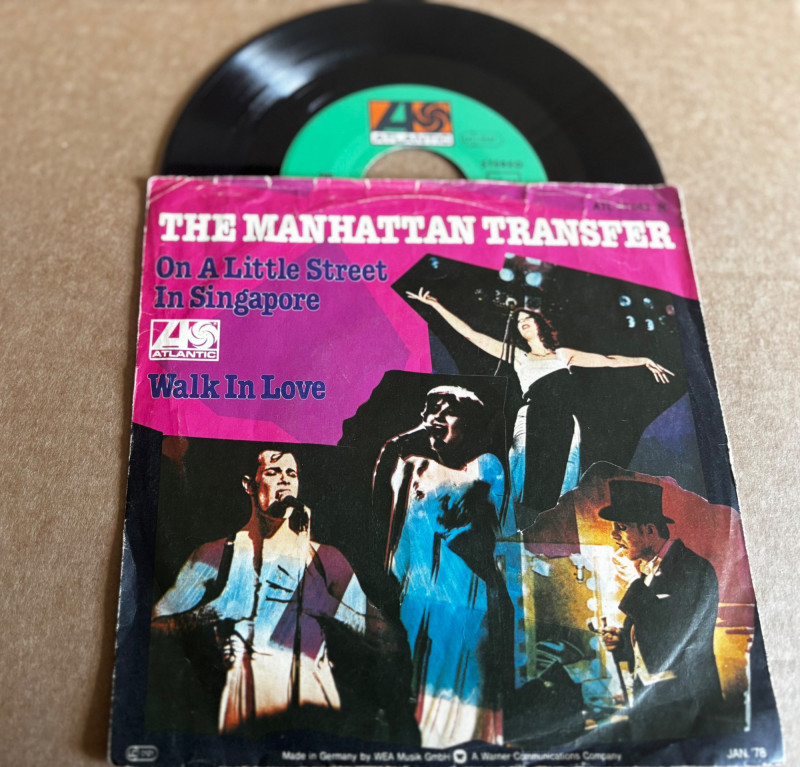 ATLANTIC
stereo
THE MANHATTAN TRANSFER
On A Little Street
In Singapore
ATLANTIC
Walk In Love
Made in Germany by WEA Musik GmbH A Warner Communications Company
JAN. '78